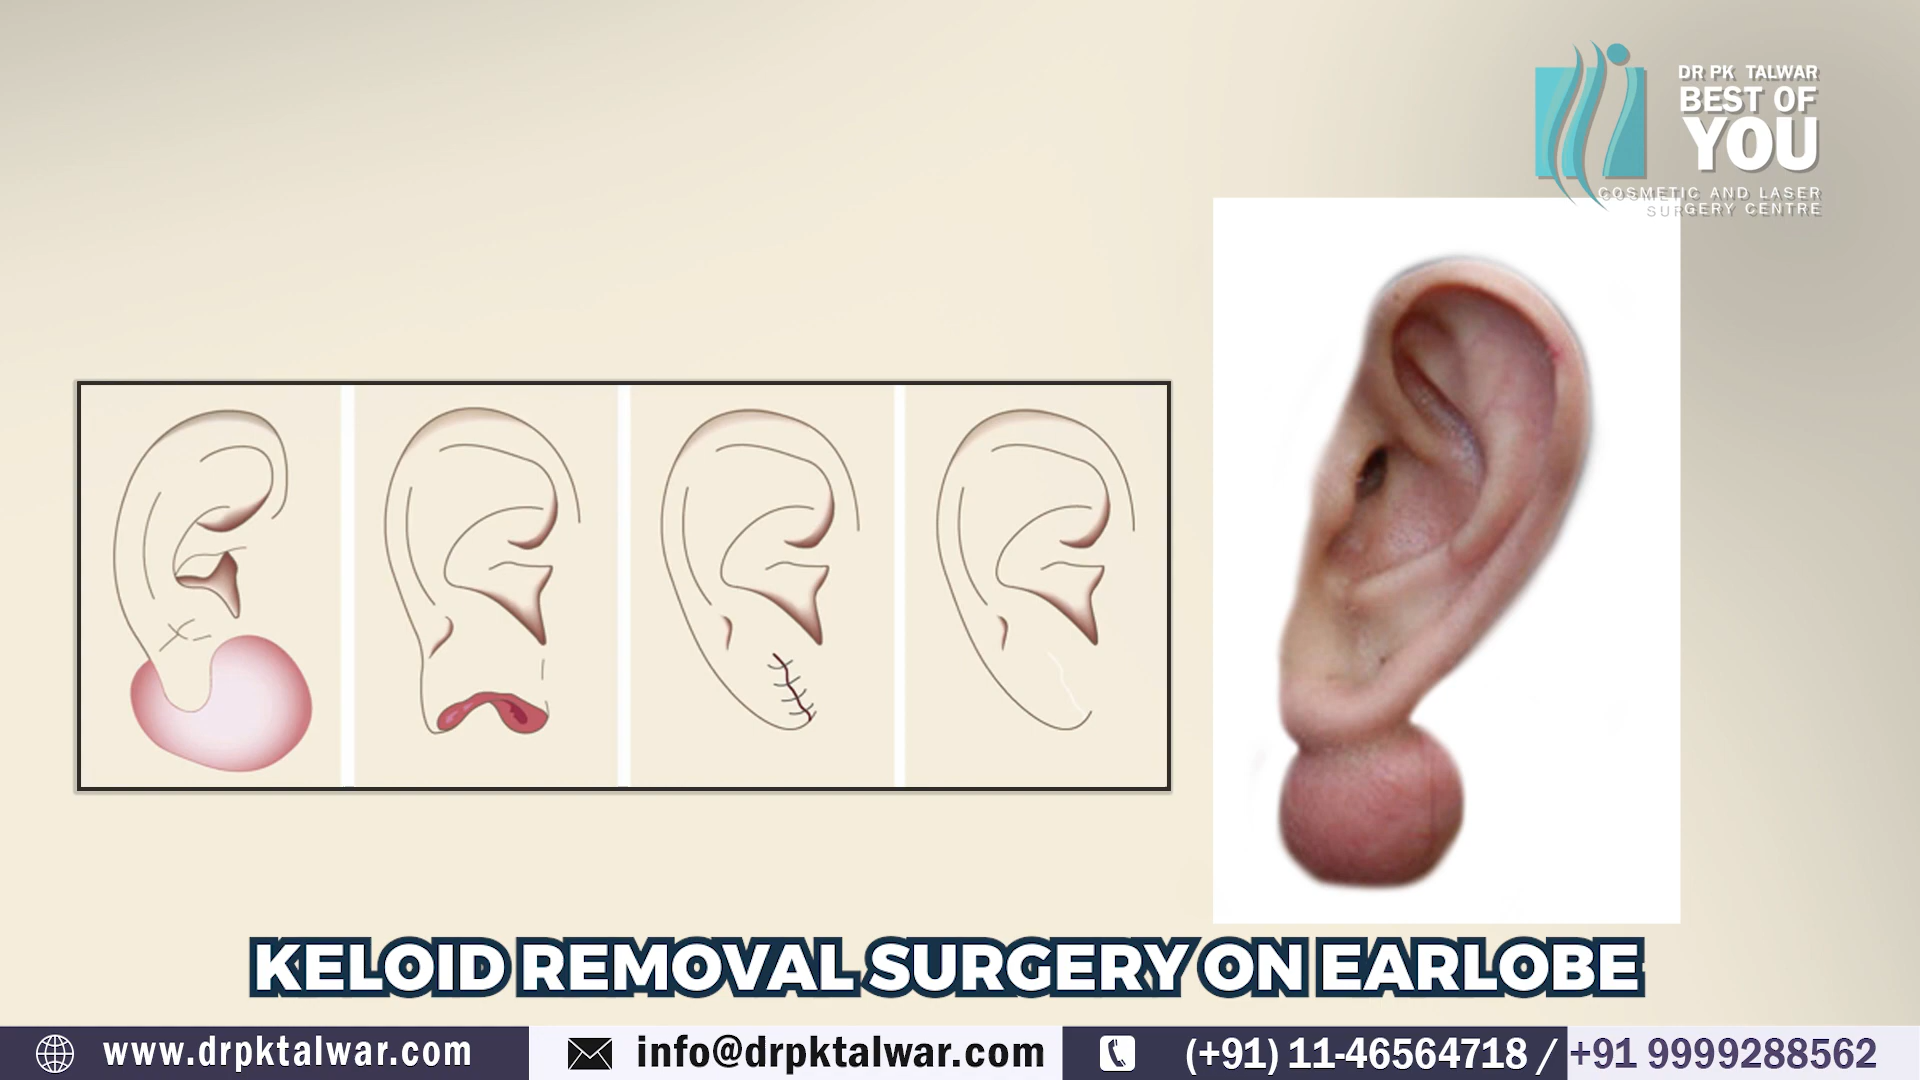 DR PK TALWAR
BEST OF
YOU
COSMETIC AND LASER
SURGERY CENTRE
KELOID REMOVAL SURGERY ON EARLOBE
www.drpktalwar.com
info@drpktalwar.com
(+91) 11-46564718 / +91 9999288562